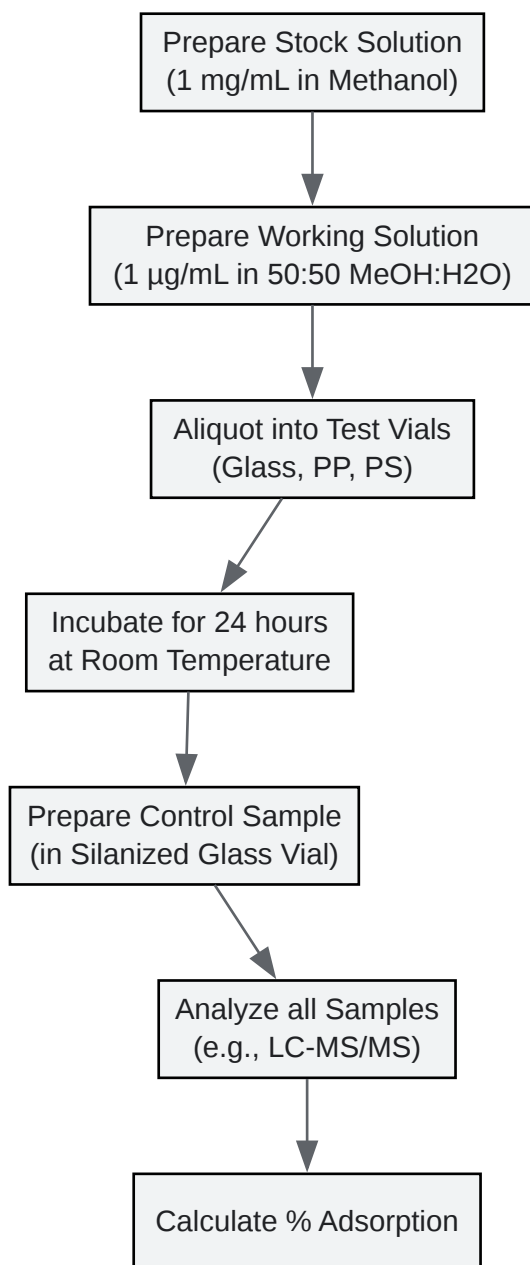 Prepare Stock Solution
(1 mg/mL in Methanol)
Prepare Working Solution
(1 µg/mL in 50:50 MeOH:H2O)
Aliquot into Test Vials
(Glass, PP, PS)
Incubate for 24 hours
at Room Temperature
Prepare Control Sample
(in Silanized Glass Vial)
Analyze all Samples
(e.g., LC-MS/MS)
Calculate % Adsorption